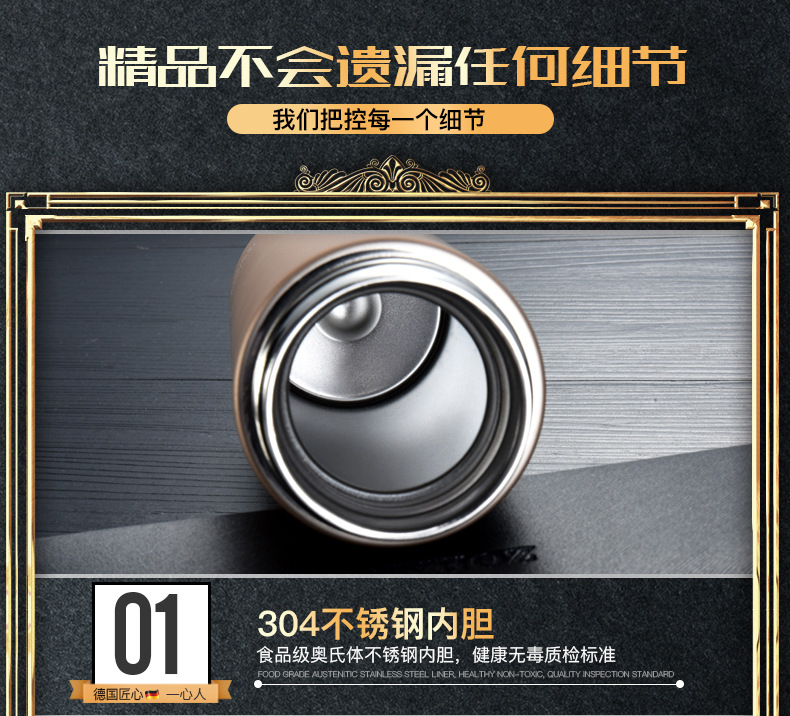 精品不会遗漏任何细节
我们把控每一个细节
01
德国匠心 一心人
304不锈钢内胆
食品级奥氏体不锈钢内胆，健康无毒质检标准
FOOD GRADE AUSTENITIC STAINLESS STEEL LINER, HEALTHY NON-TOXIC, QUALITY INSPECTION STANDARD